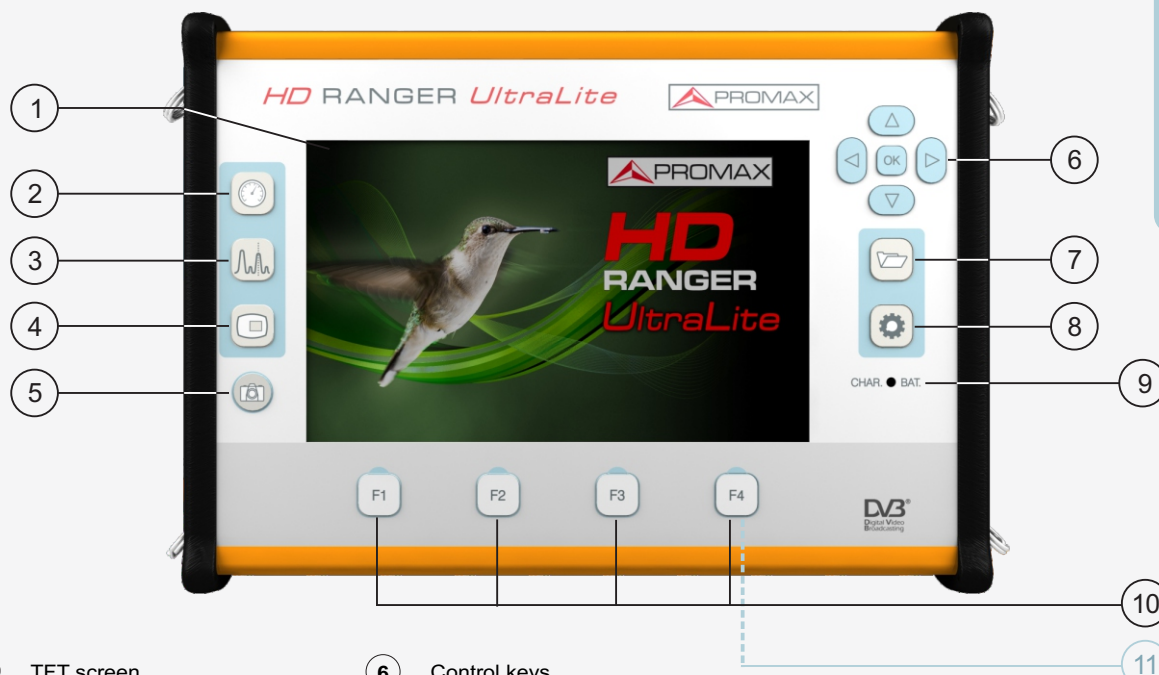 HD RANGER UltraLite
PROMAX
1
2
3
4
5
PROMAX
HD
RANGER
UltraLite
OK
6
7
8
CHAR. BAT.
9
F1
F2
F3
F4
DVB®
Digital Video
Broadcasting
10
11
TFT screen
6 Control keys